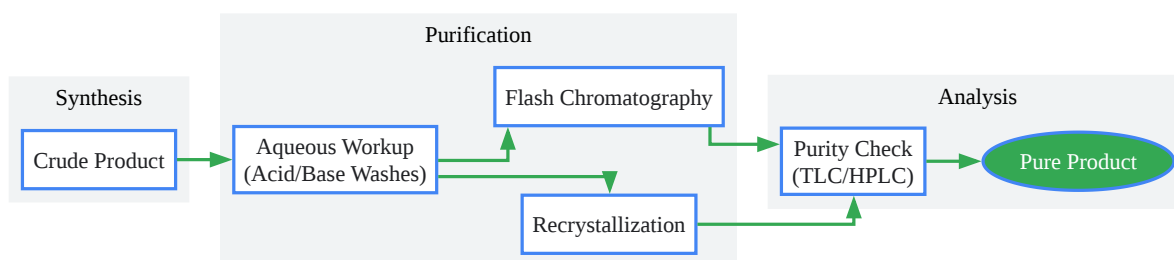 Synthesis
Crude Product
Purification
Aqueous Workup
(Acid/Base Washes)
Flash Chromatography
Recrystallization
Analysis
Purity Check
(TLC/HPLC)
Pure Product